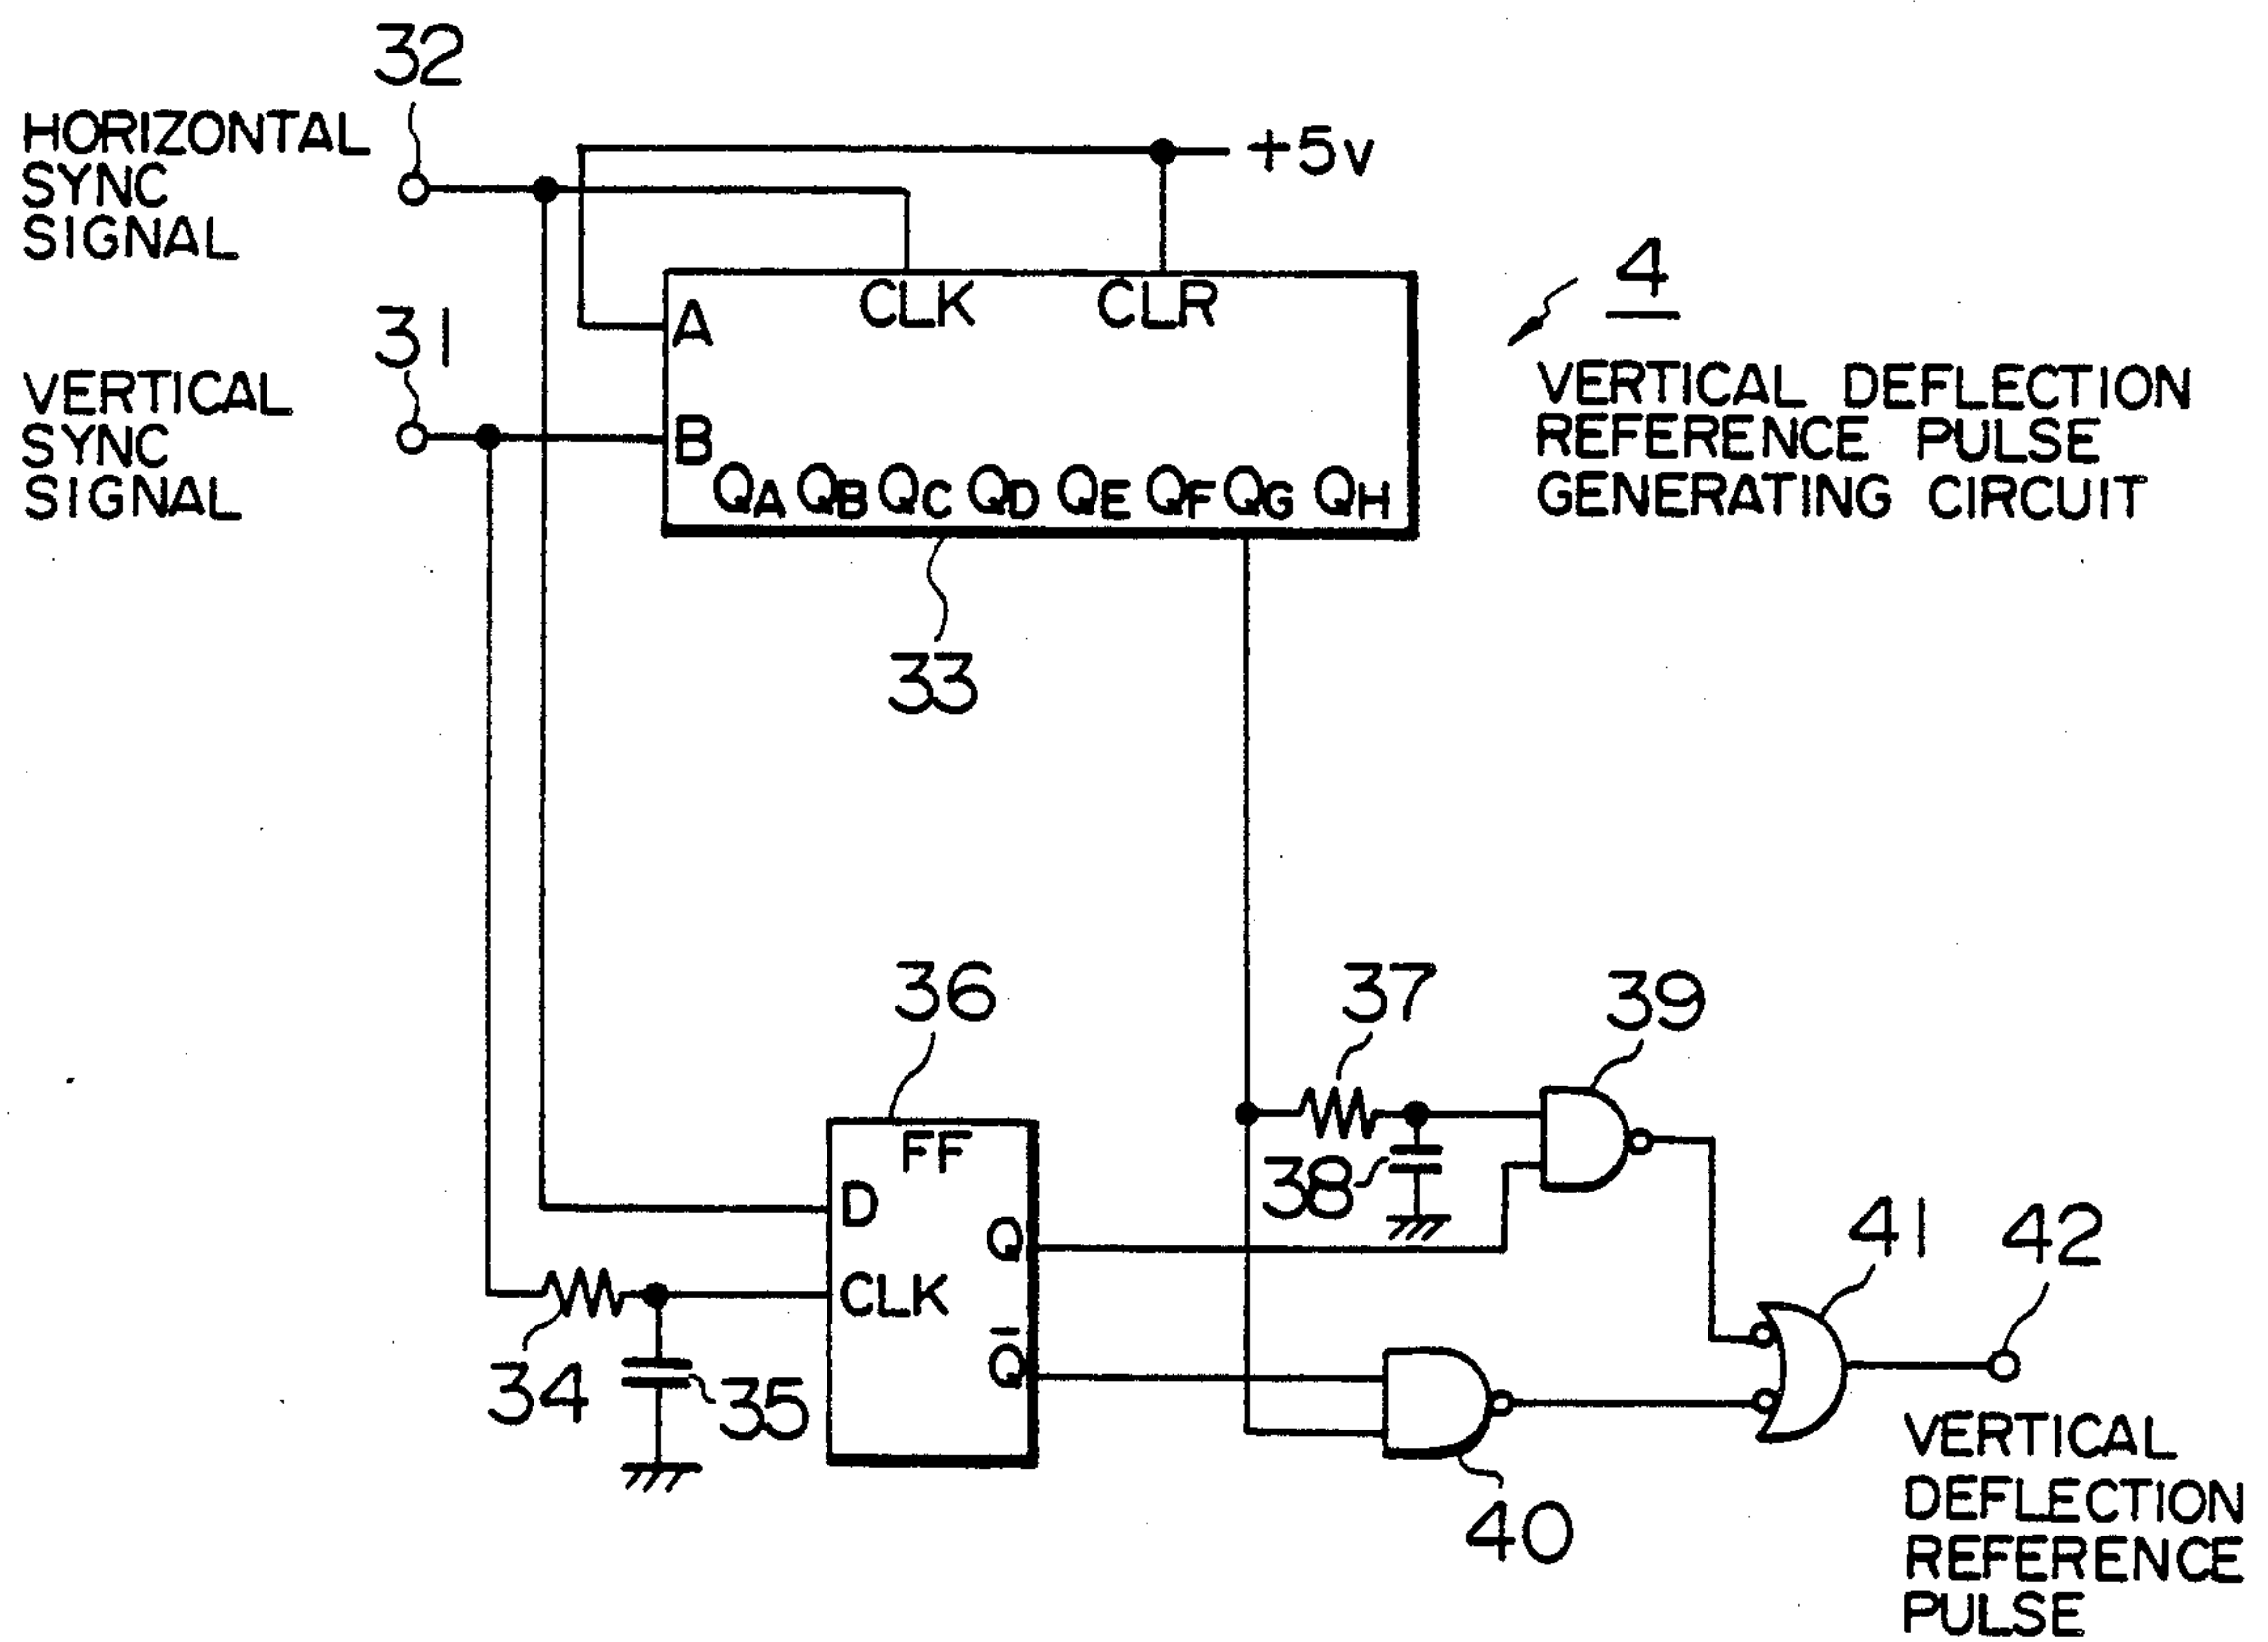 32
HORIZONTAL
SYNC
SIGNAL
+5v
31
VERTICAL
SYNC
SIGNAL
CLK CLR
A
B
QA QB QC QD QE QF QG QH
4
VERTICAL DEFLECTION
REFERENCE PULSE
GENERATING CIRCUIT
33
36
37
39
FF
D
Q
CLK
Q̅
38
34
35
40
41
42
VERTICAL
DEFLECTION
REFERENCE
PULSE